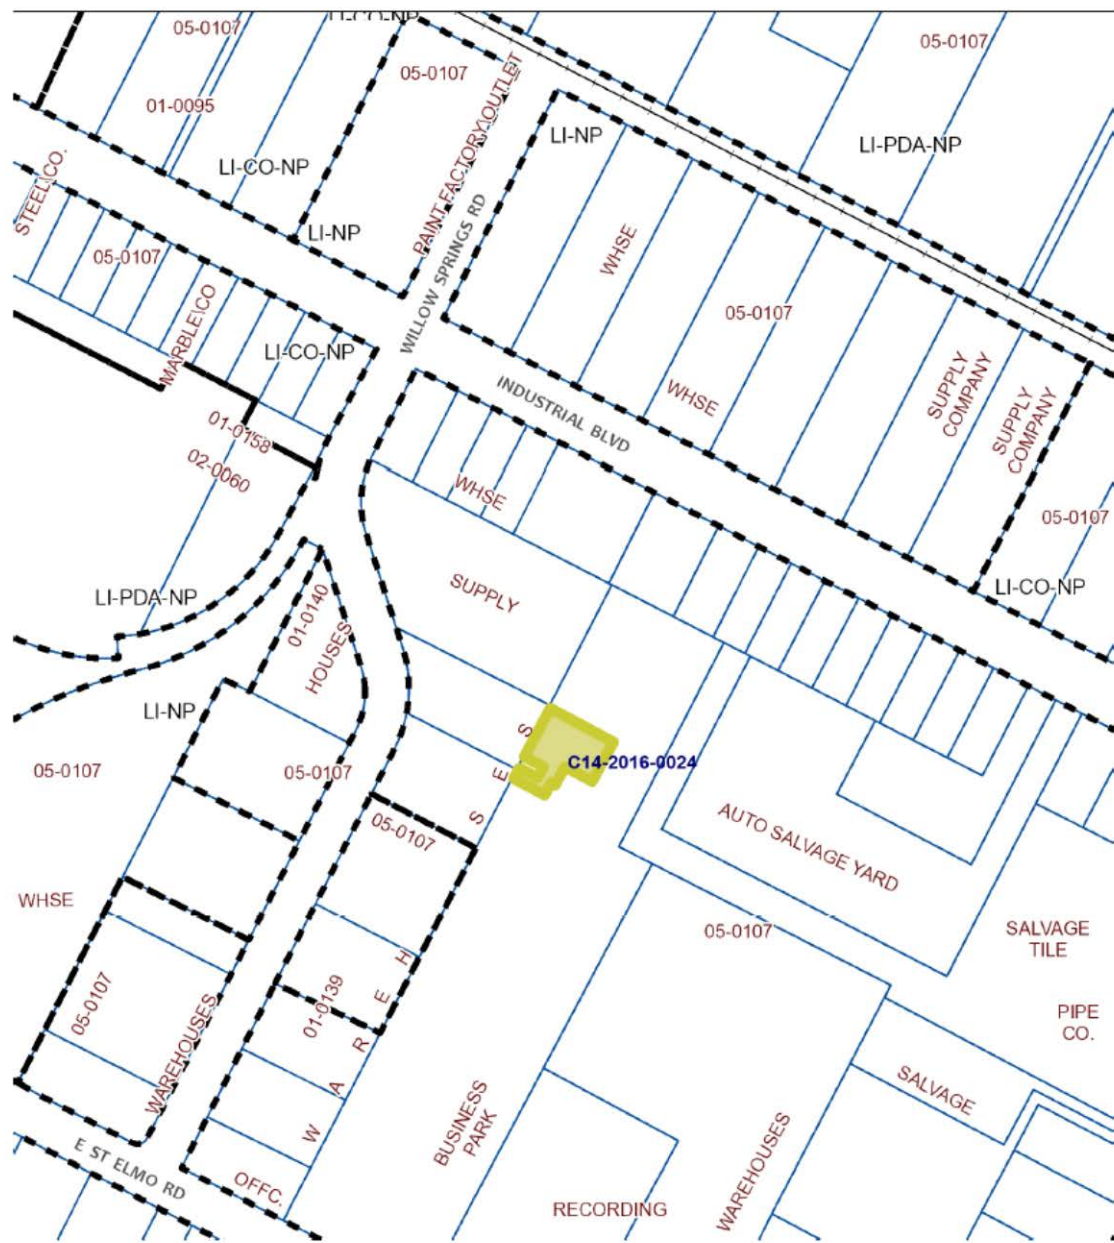 LI-CO-NP
05-0107
05-0107
05-0107
01-0095
PAINT FACTORY\OUTLET
LI-NP
LI-PDA-NP
LI-CO-NP
STEEL\CO.
LI-NP
WILLOW SPRINGS RD
WHSE
05-0107
MARBLE\CO
05-0107
LI-CO-NP
INDUSTRIAL BLVD
WHSE
SUPPLY
COMPANY
SUPPLY
COMPANY
01-0158
02-0060
WHSE
05-0107
LI-PDA-NP
01-0140
HOUSES
SUPPLY
LI-CO-NP
LI-NP
C14-2016-0024
05-0107
05-0107
05-0107
AUTO SALVAGE YARD
WHSE
05-0107
SALVAGE
TILE
05-0107
01-0139
WAREHESSES
PIPE
CO.
WAREHOUSES
SALVAGE
BUSINESS
PARK
WAREHOUSES
E ST ELMO RD
OFFC.
RECORDING